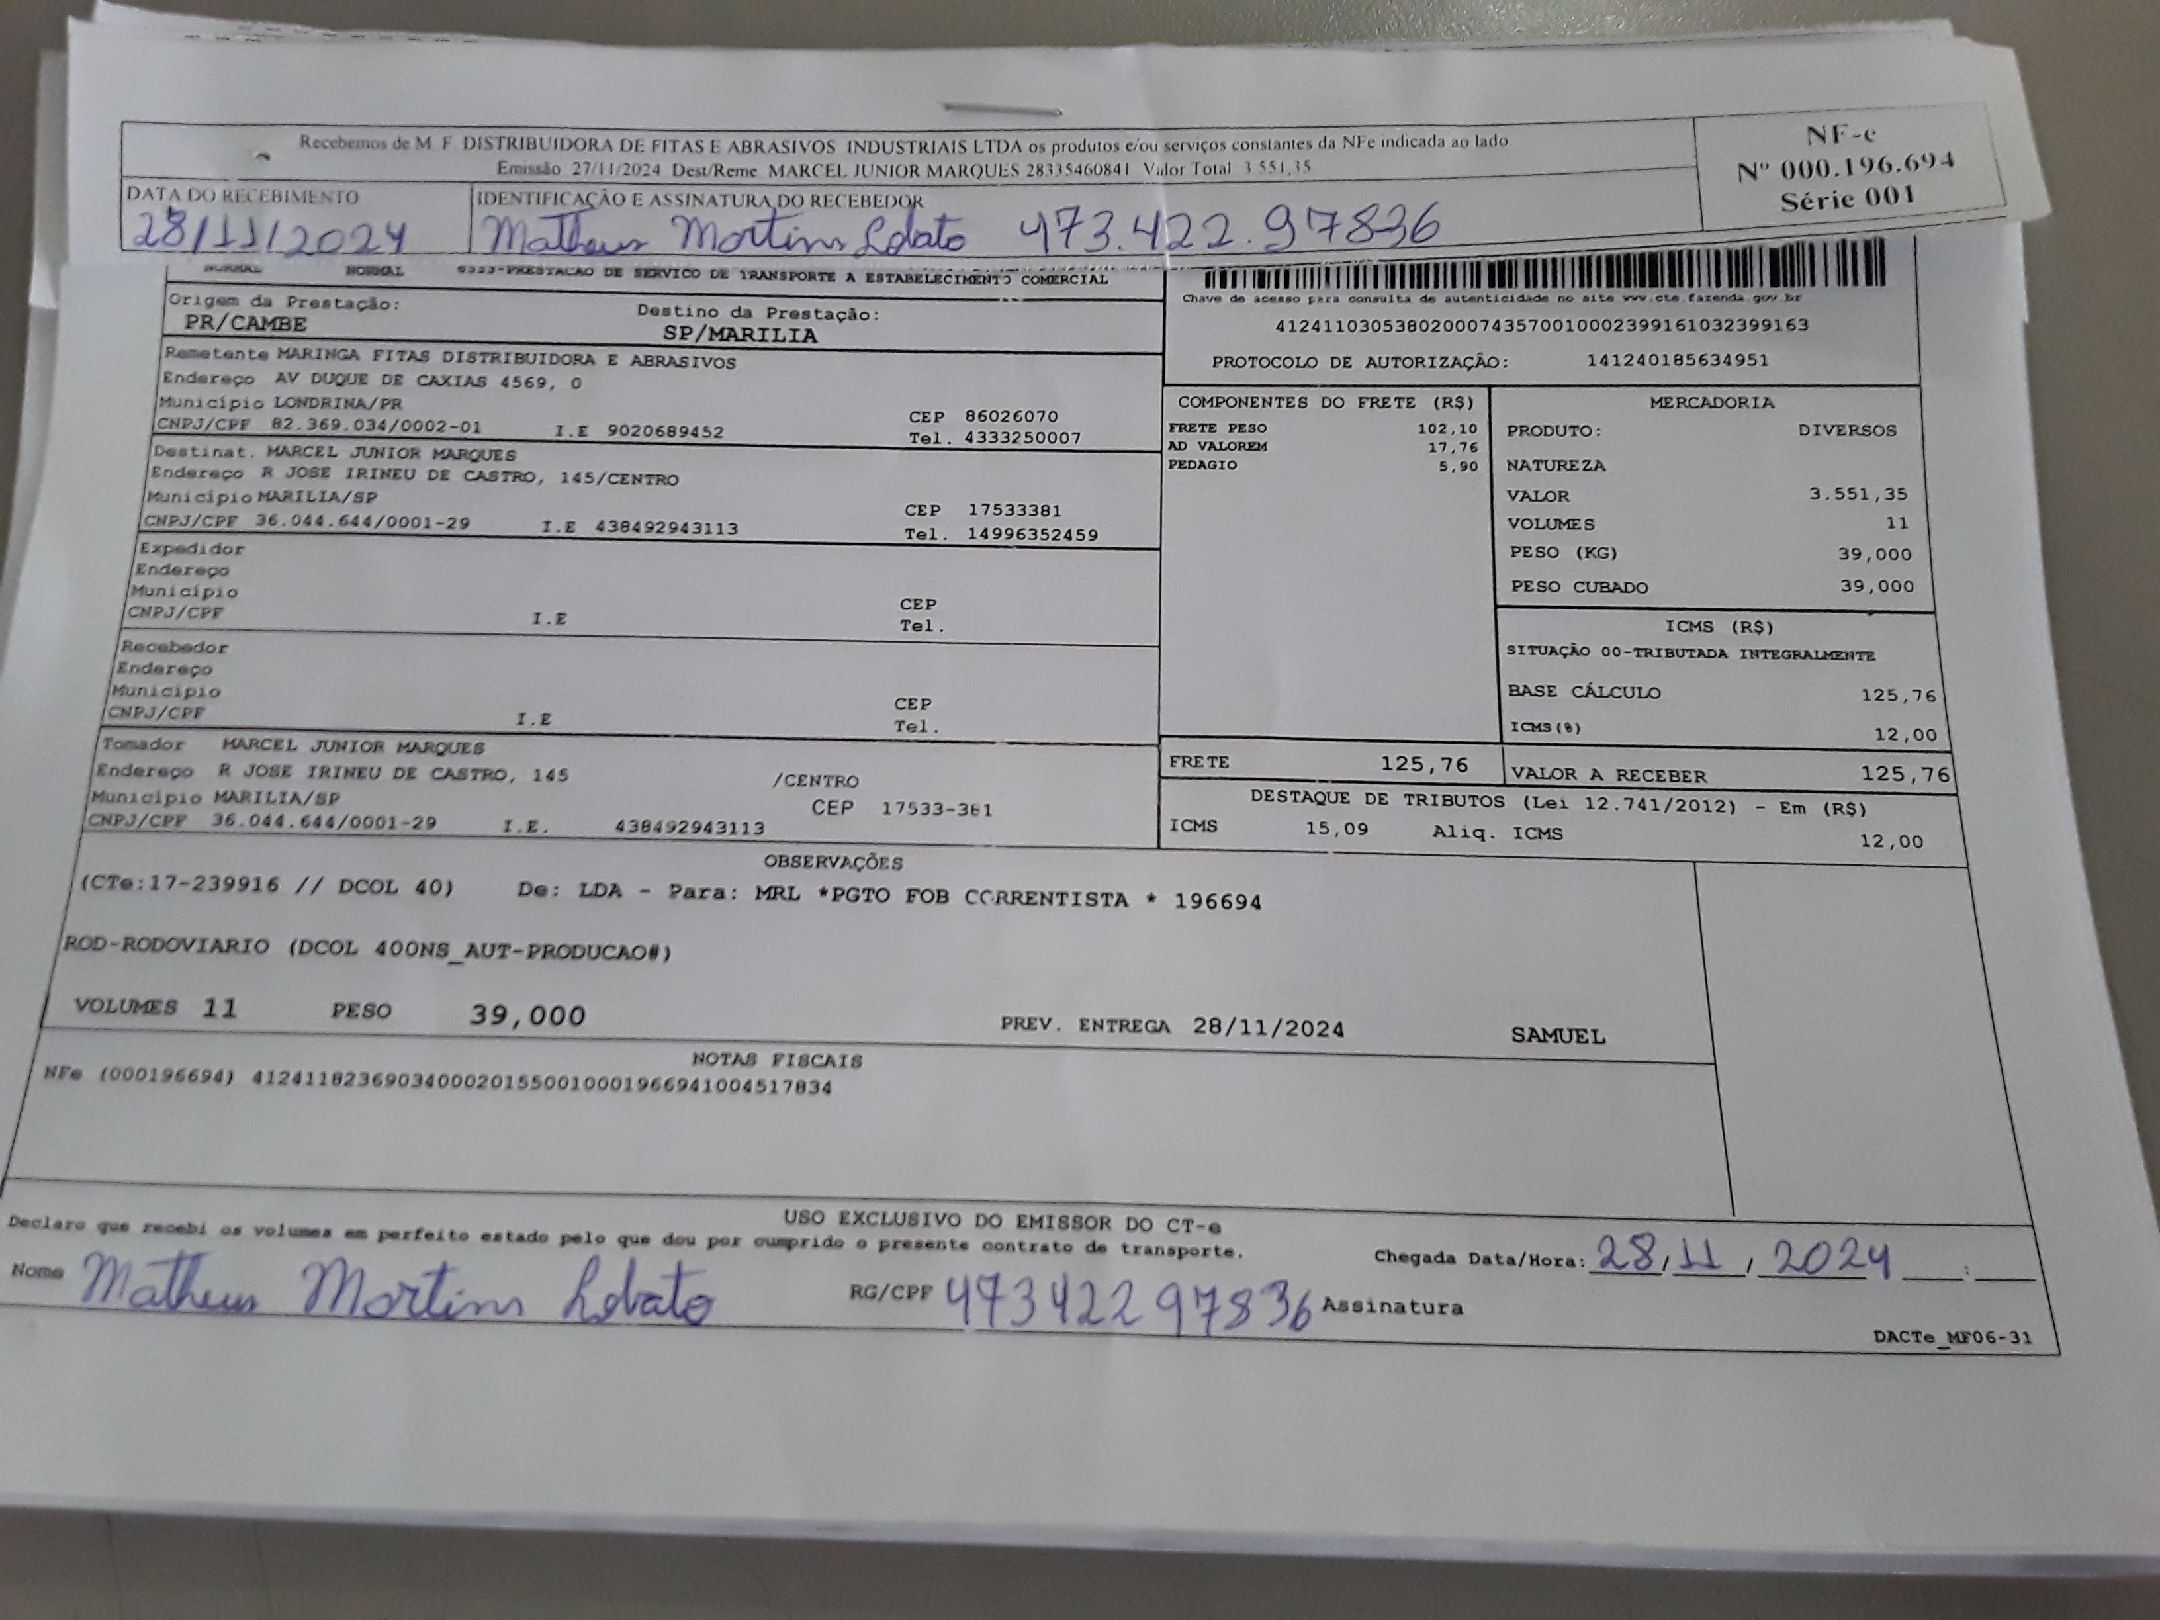 Recebemos de M. F. DISTRIBUIDORA DE FITAS E ABRASIVOS INDUSTRIAIS LTDA os produtos e/ou serviços constantes da NFe indicada ao lado
Emissão 27/11/2024 Dest/Reme MARCEL JUNIOR MARQUES 28335460841 Valor Total 3.551,35
NF-e
Nº 000.196.694
Série 001
DATA DO RECEBIMENTO
28/11/2024
IDENTIFICAÇÃO E ASSINATURA DO RECEBEDOR
Matheus Martins Lobato 473.422.97836
NORMAL NORMAL PRESTACAO DE SERVICO DE TRANSPORTE A ESTABELECIMENTO COMERCIAL
Origem da Prestação:
PR/CAMBE
Destino da Prestação:
SP/MARILIA
Chave de acesso para consulta de autenticidade no site www.cte.fazenda.gov.br
41241103053802000743570010002399161032399163
PROTOCOLO DE AUTORIZAÇÃO: 141240185634951
Remetente MARINGA FITAS DISTRIBUIDORA E ABRASIVOS
Endereço AV DUQUE DE CAXIAS 4569, 0
Município LONDRINA/PR CEP 86026070
CNPJ/CPF 82.369.034/0002-01 I.E 9020689452 Tel. 4333250007
Destinat. MARCEL JUNIOR MARQUES
Endereço R JOSE IRINEU DE CASTRO, 145/CENTRO
Município MARILIA/SP CEP 17533381
CNPJ/CPF 36.044.644/0001-29 I.E 438492943113 Tel. 14996352459
Expedidor
Endereço
Município CEP
CNPJ/CPF I.E Tel.
Recebedor
Endereço
Município CEP
CNPJ/CPF I.E Tel.
Tomador MARCEL JUNIOR MARQUES
Endereço R JOSE IRINEU DE CASTRO, 145 /CENTRO
Município MARILIA/SP CEP 17533-381
CNPJ/CPF 36.044.644/0001-29 I.E. 438492943113
COMPONENTES DO FRETE (R$)
FRETE PESO 102,10
AD VALOREM 17,76
PEDAGIO 5,90
MERCADORIA
PRODUTO: DIVERSOS
NATUREZA
VALOR 3.551,35
VOLUMES 11
PESO (KG) 39,000
PESO CUBADO 39,000
ICMS (R$)
SITUAÇÃO 00-TRIBUTADA INTEGRALMENTE
BASE CÁLCULO 125,76
ICMS(%) 12,00
FRETE 125,76
VALOR A RECEBER 125,76
DESTAQUE DE TRIBUTOS (Lei 12.741/2012) - Em (R$)
ICMS 15,09 Aliq. ICMS 12,00
OBSERVAÇÕES
(CTe:17-239916 // DCOL 40) De: LDA - Para: MRL *PGTO FOB CORRENTISTA * 196694
ROD-RODOVIARIO (DCOL 400NS_AUT-PRODUCAO#)
VOLUMES 11 PESO 39,000 PREV. ENTREGA 28/11/2024 SAMUEL
NOTAS FISCAIS
NFe (000196694) 41241182369034000201550010001966941004517834
USO EXCLUSIVO DO EMISSOR DO CT-e
Declaro que recebi os volumes em perfeito estado pelo que dou por cumprido o presente contrato de transporte.
Chegada Data/Hora: 28/11/2024 :
Nome Matheus Martins Lobato RG/CPF 47342297836 Assinatura
DACTe_MF06-31